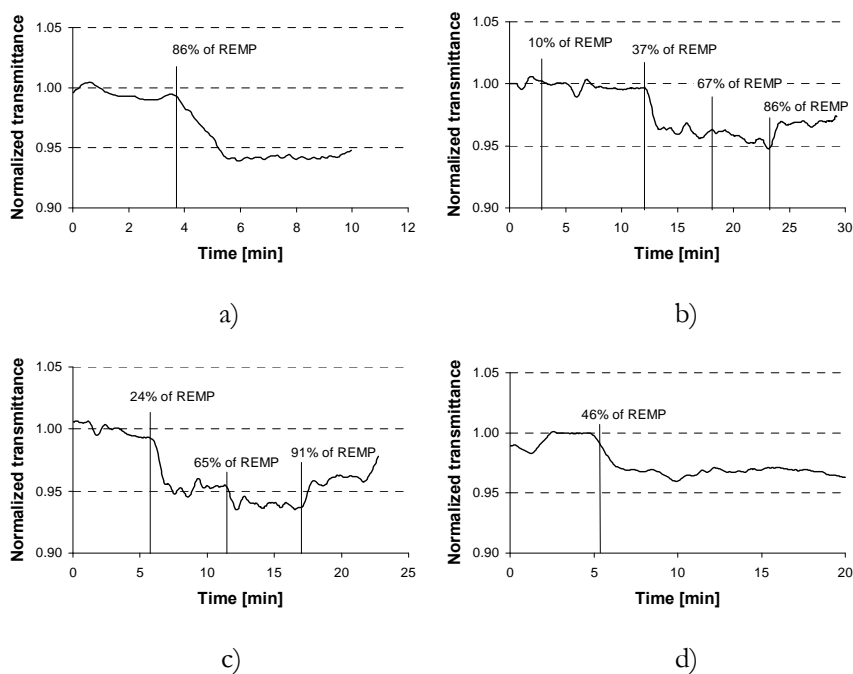 1.05
86% of REMP
1.00
0.95
0.90
Normalized transmittance
0 2 4 6 8 10 12
Time [min]
a)
1.05
10% of REMP 37% of REMP
1.00
67% of REMP
86% of REMP
0.95
0.90
Normalized transmittance
0 5 10 15 20 25 30
Time [min]
b)
1.05
24% of REMP
1.00
65% of REMP 91% of REMP
0.95
0.90
Normalized transmittance
0 5 10 15 20 25
Time [min]
c)
1.05
46% of REMP
1.00
0.95
0.90
Normalized transmittance
0 5 10 15 20
Time [min]
d)